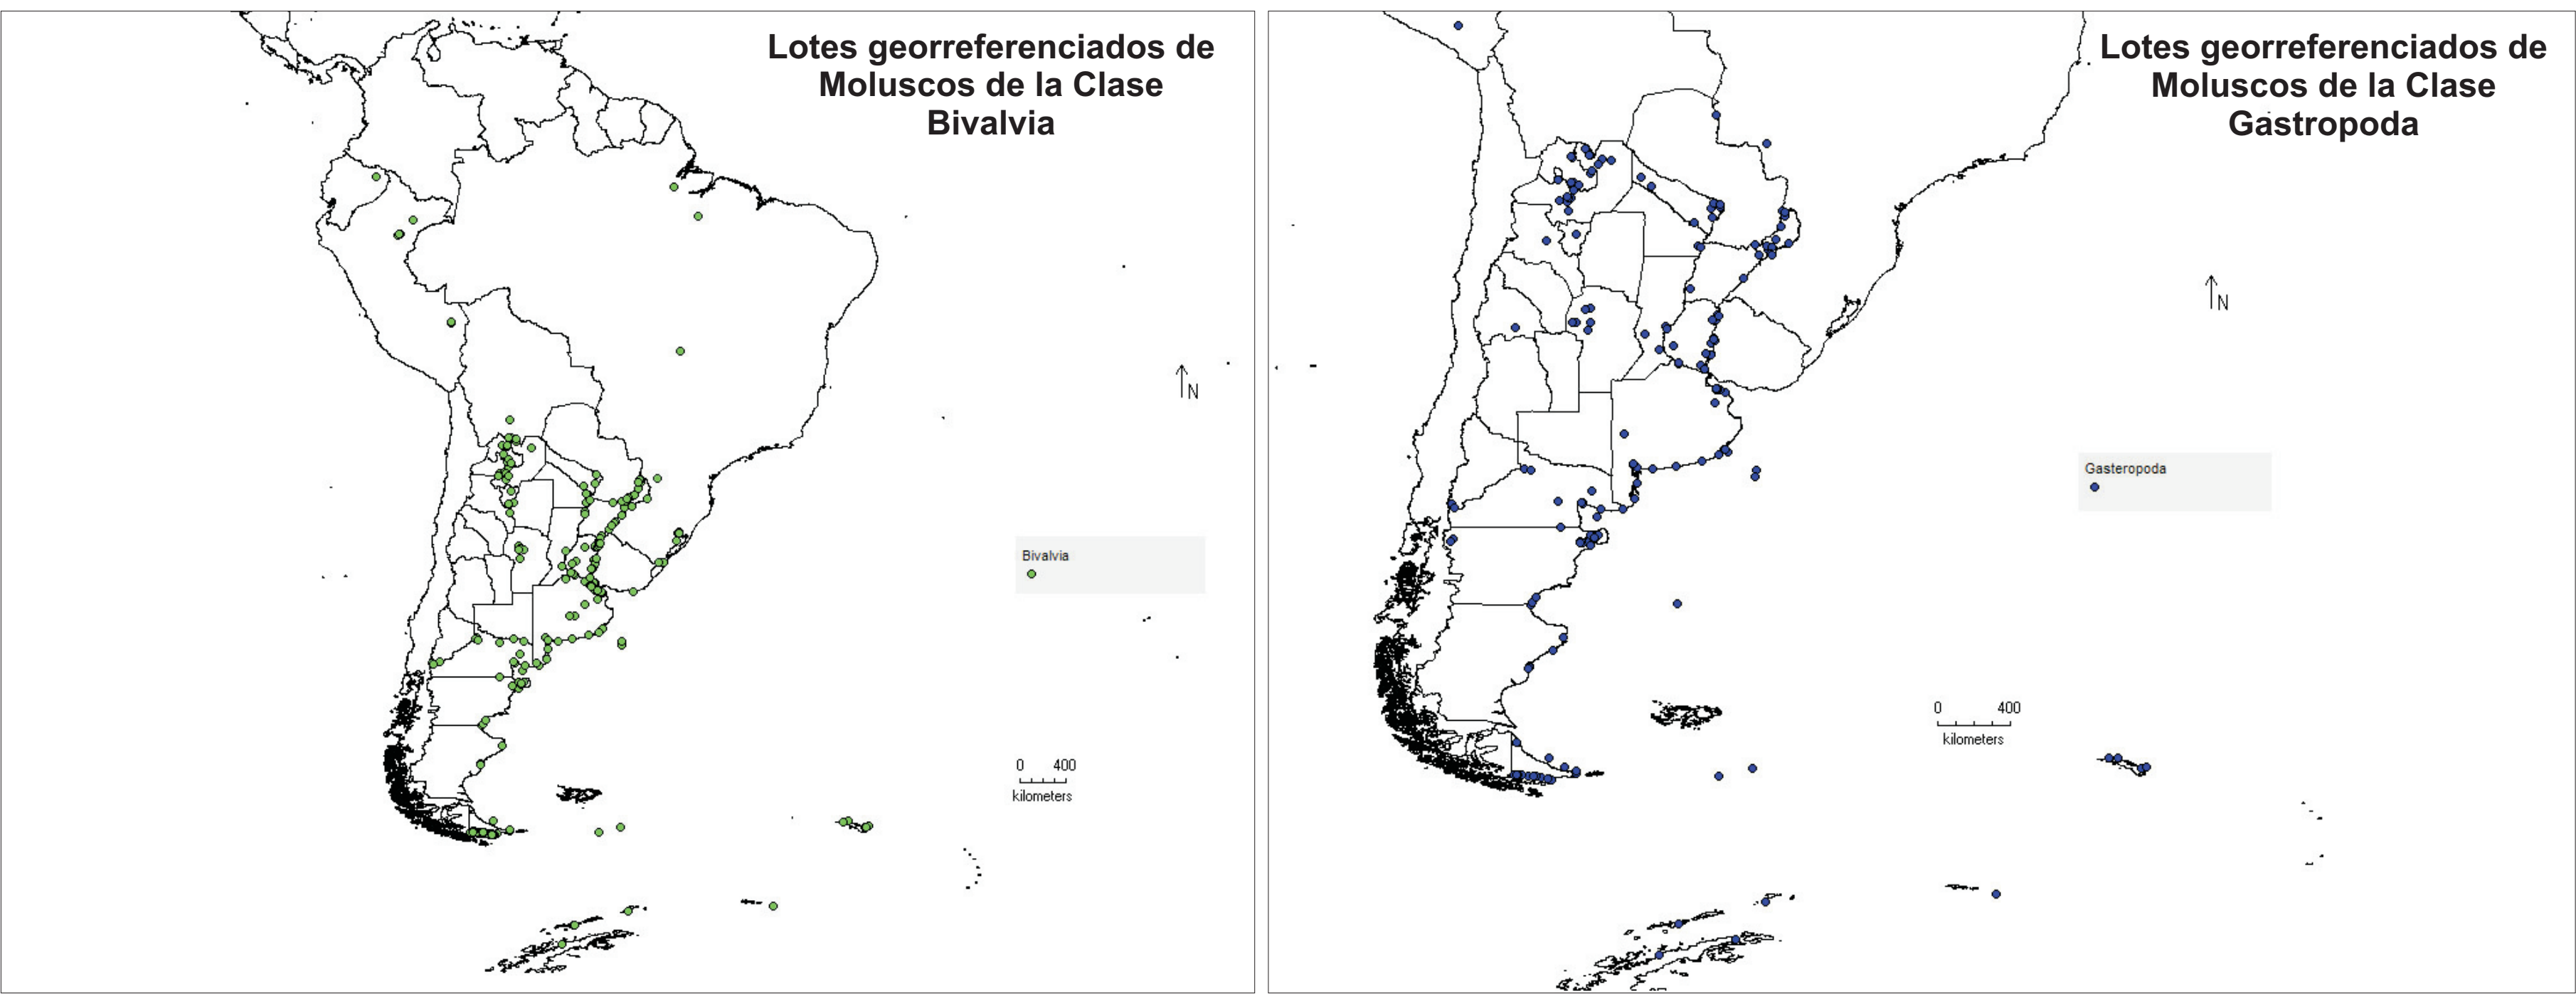 Lotes georreferenciados de
Moluscos de la Clase
Bivalvia
N
Bivalvia
0 400
kilometers
Lotes georreferenciados de
Moluscos de la Clase
Gastropoda
N
Gasteropoda
0 400
kilometers